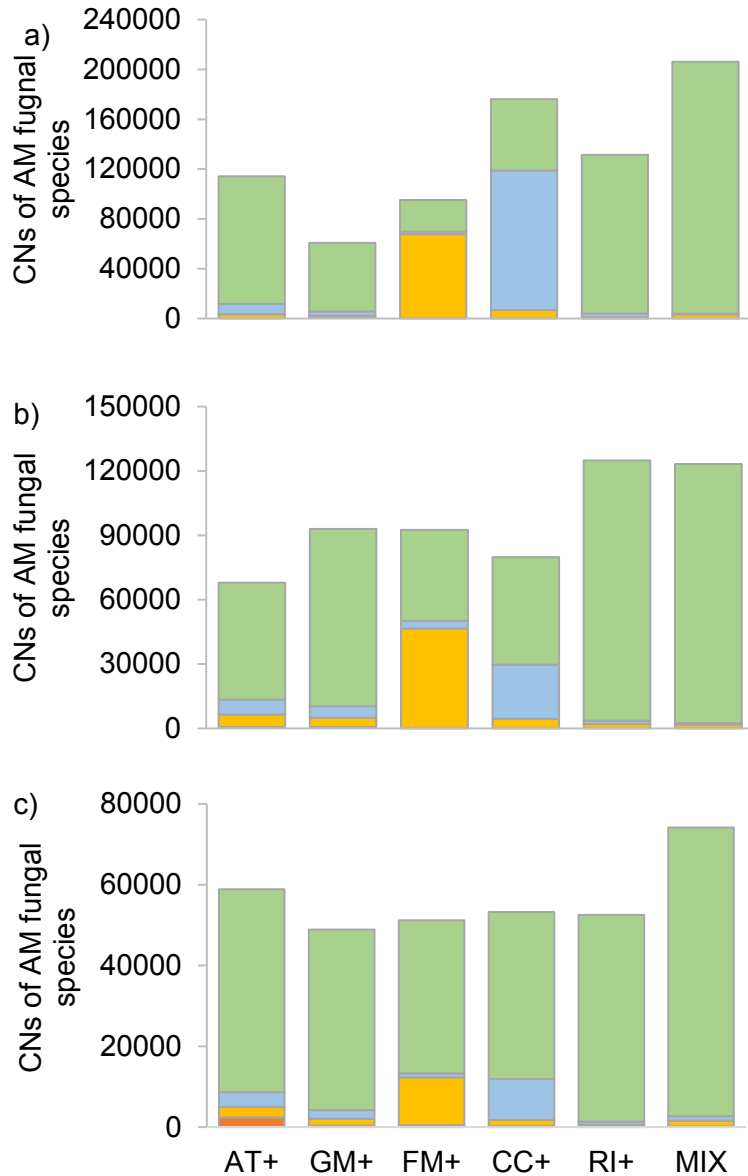 a)
CNs of AM fugnal
species
240000
200000
160000
120000
80000
40000
0
b)
CNs of AM fungal
species
150000
120000
90000
60000
30000
0
c)
CNs of AM fungal
species
80000
60000
40000
20000
0
AT+ GM+ FM+ CC+ RI+ MIX